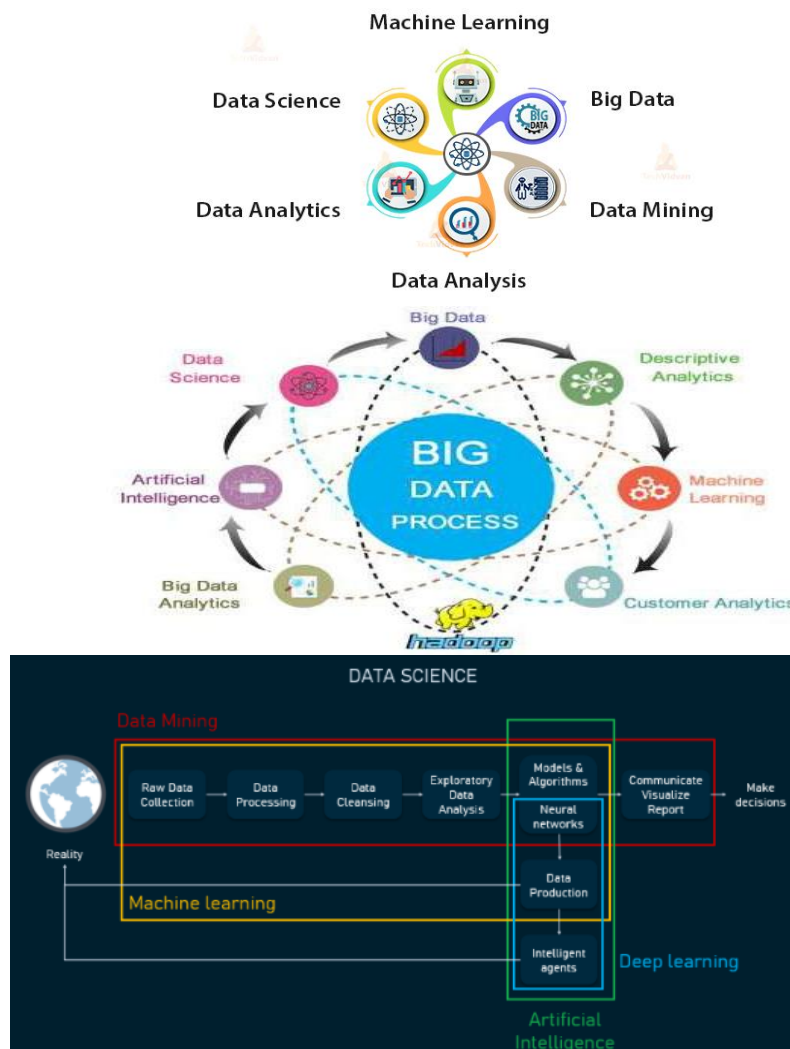 Machine Learning
Data Science
Big Data
BIG
DATA
Data Analytics
Data Mining
Data Analysis
Big Data
Data
Science
Descriptive
Analytics
BIG
DATA
PROCESS
Artificial
Intelligence
Machine
Learning
Big Data
Analytics
Customer Analytics
hadoop
DATA SCIENCE
Data Mining
Raw Data
Collection
Data
Processing
Data
Cleansing
Exploratory
Data
Analysis
Models &
Algorithms
Neural
networks
Communicate
Visualize
Report
Make
decisions
Reality
Data
Production
Machine learning
Intelligent
agents
Deep learning
Artificial
Intelligence